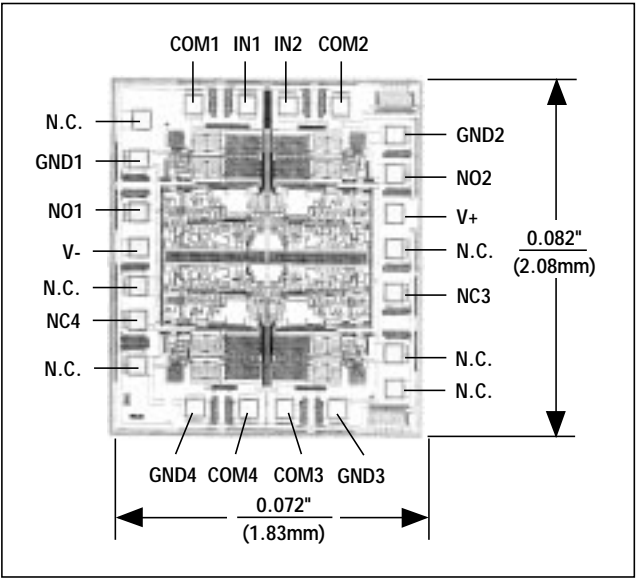 COM1 IN1 IN2 COM2
N.C.
GND1
NO1
V-
N.C.
NC4
N.C.
GND2
NO2
V+
N.C.
NC3
N.C.
N.C.
0.082"
(2.08mm)
GND4 COM4 COM3 GND3
0.072"
(1.83mm)